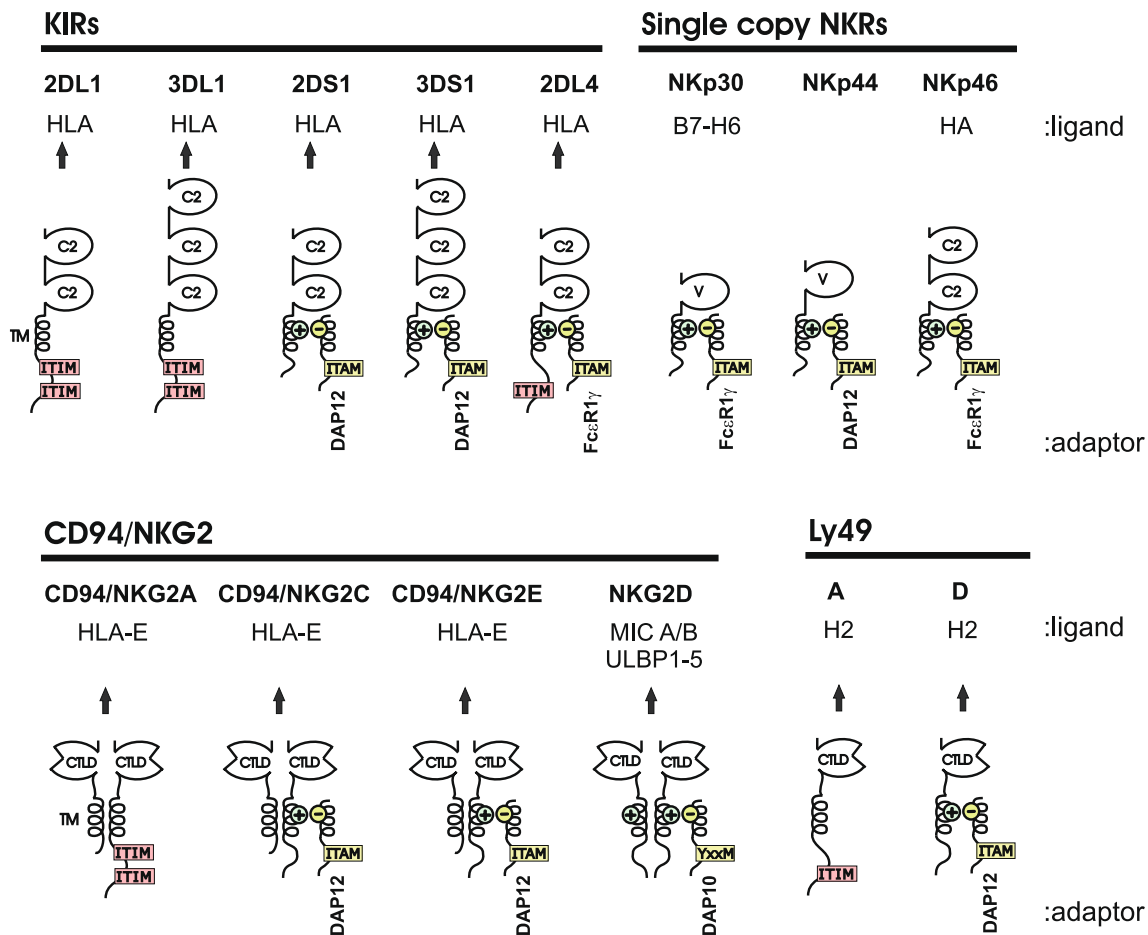 KIRs Single copy NKRs
2DL1 3DL1 2DS1 3DS1 2DL4 NKp30 NKp44 NKp46
HLA HLA HLA HLA HLA B7-H6 HA :ligand
C2
C2 C2 C2 C2 C2 C2
C2 C2 C2 C2 C2 V V C2
TM + − + − + − + − + − + −
ITIM ITIM ITAM ITAM ITAM ITAM ITAM ITAM
ITIM ITIM ITIM
DAP12 DAP12 FcεR1γ FcεR1γ DAP12 FcεR1γ
:adaptor
CD94/NKG2 Ly49
CD94/NKG2A CD94/NKG2C CD94/NKG2E NKG2D A D
HLA-E HLA-E HLA-E MIC A/B H2 H2 :ligand
ULBP1-5
CTLD CTLD CTLD CTLD CTLD CTLD CTLD CTLD CTLD CTLD
TM + − + − + + − + −
ITIM ITAM ITAM YxxM ITAM
ITIM ITIM
DAP12 DAP12 DAP10 DAP12
:adaptor